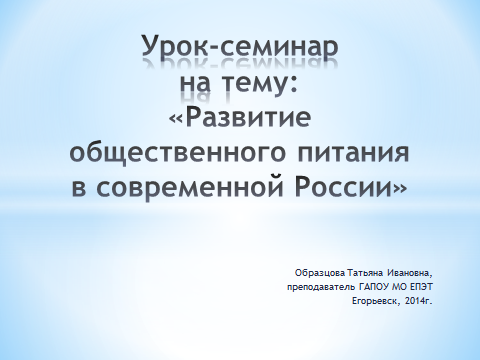 Урок-семинар
на тему:
«Развитие
общественного питания
в современной России»
Образцова Татьяна Ивановна,
преподаватель ГАПОУ МО ЕПЭТ
Егорьевск, 2014г.